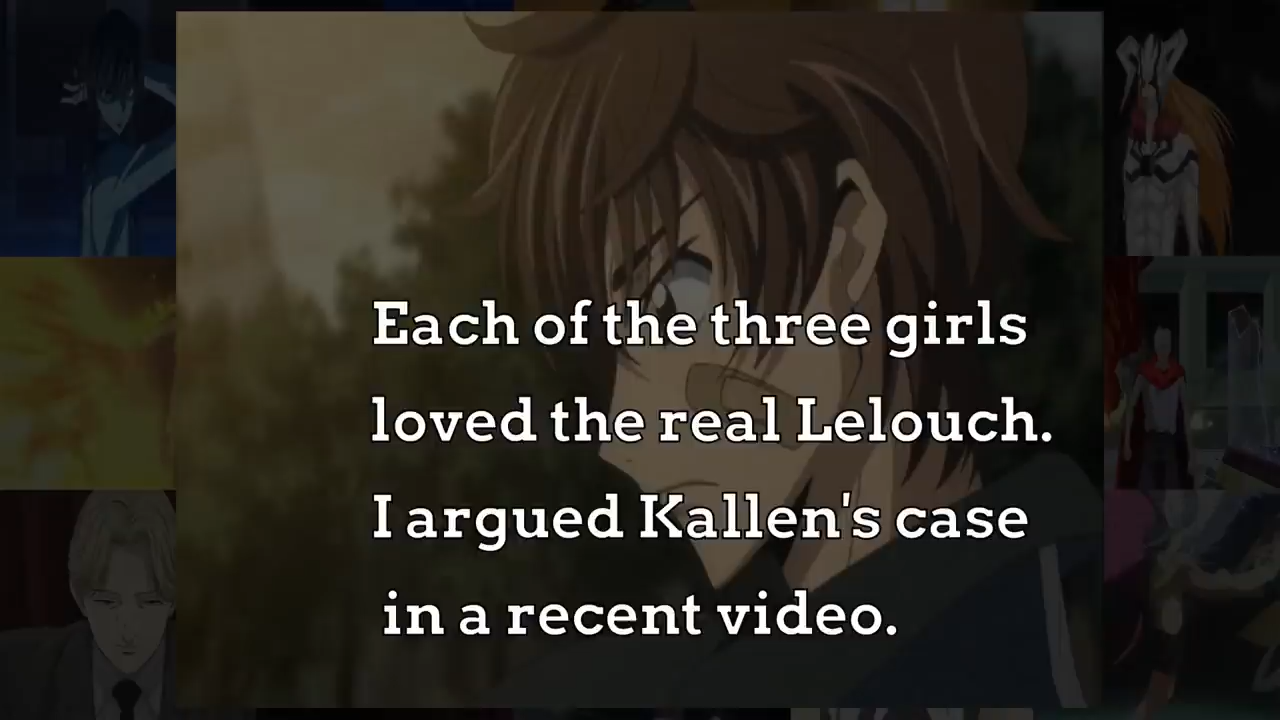 Each of the three girls
loved the real Lelouch.
I argued Kallen's case
in a recent video.